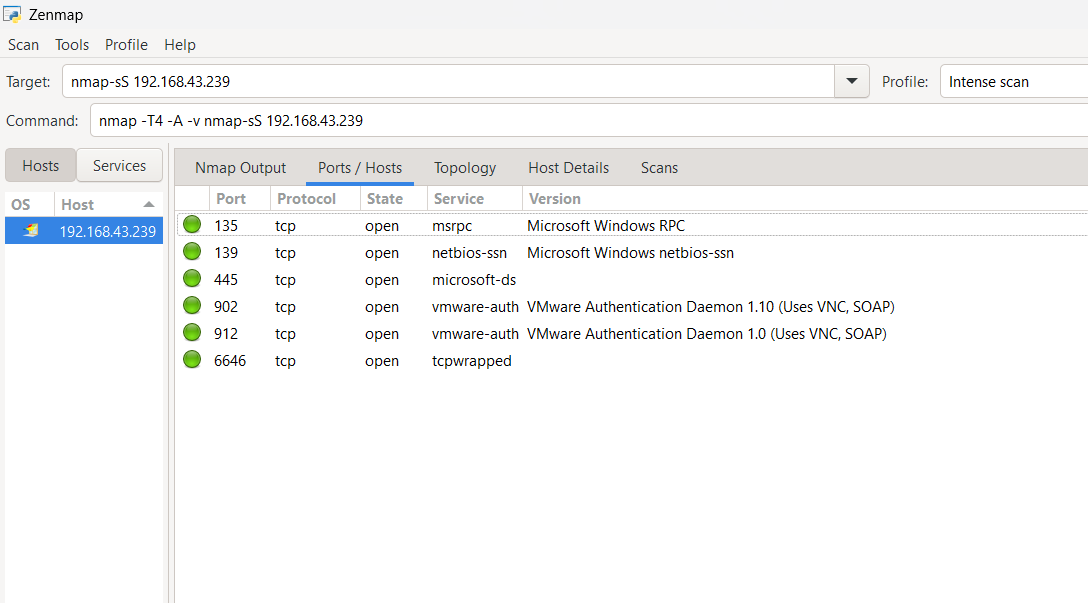 Zenmap
Scan Tools Profile Help
Target: nmap-sS 192.168.43.239 Profile: Intense scan
Command: nmap -T4 -A -v nmap-sS 192.168.43.239
Hosts Services Nmap Output Ports / Hosts Topology Host Details Scans
OS Host Port Protocol State Service Version
192.168.43.239 135 tcp open msrpc Microsoft Windows RPC
139 tcp open netbios-ssn Microsoft Windows netbios-ssn
445 tcp open microsoft-ds
902 tcp open vmware-auth VMware Authentication Daemon 1.10 (Uses VNC, SOAP)
912 tcp open vmware-auth VMware Authentication Daemon 1.0 (Uses VNC, SOAP)
6646 tcp open tcpwrapped